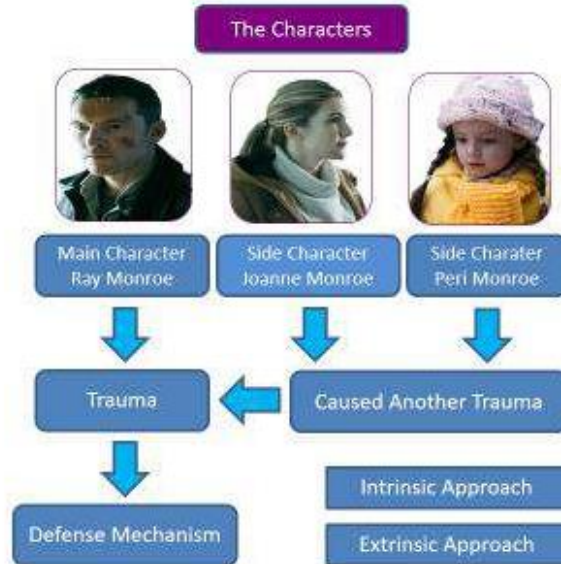 The Characters
Main Character
Ray Monroe
Side Character
Joanne Monroe
Side Charater
Peri Monroe
Trauma
Caused Another Trauma
Defense Mechanism
Intrinsic Approach
Extrinsic Approach